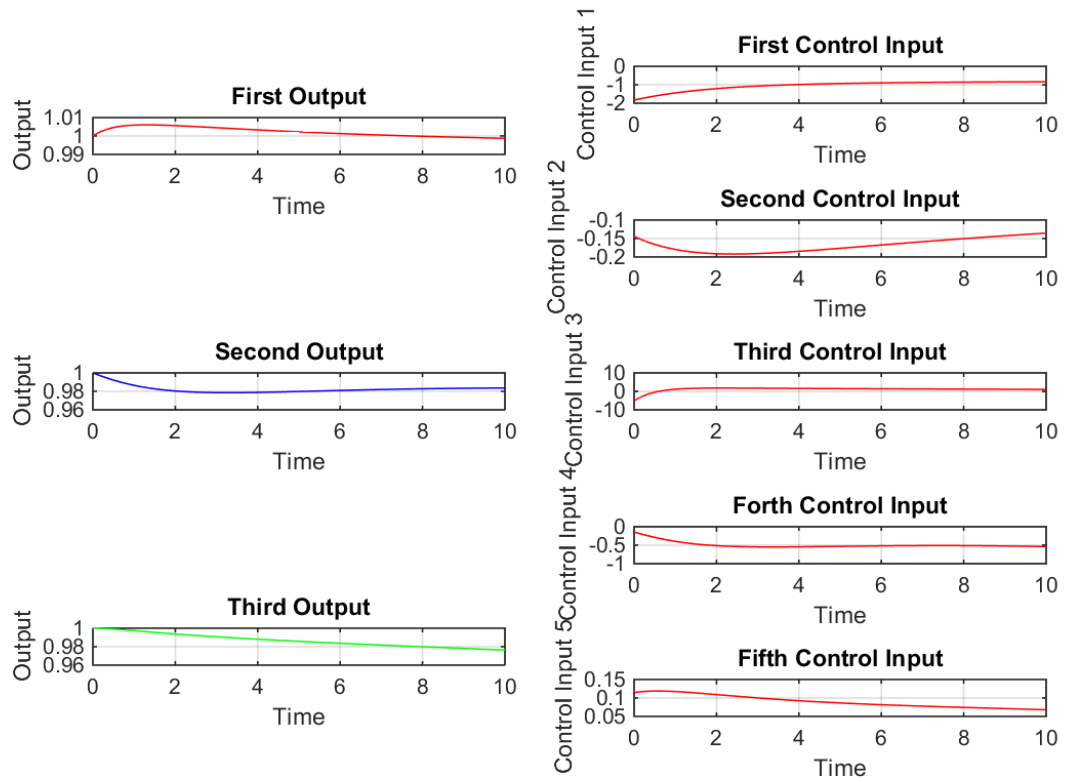 First Output
Output
1.01
1
0.99
0 2 4 6 8 10
Time
Second Output
Output
1
0.98
0.96
0 2 4 6 8 10
Time
Third Output
Output
1
0.98
0.96
0 2 4 6 8 10
Time
First Control Input
Control Input 1
0
-1
-2
0 2 4 6 8 10
Time
Second Control Input
Control Input 2
-0.1
-0.15
-0.2
0 2 4 6 8 10
Time
Third Control Input
Control Input 3
10
0
-10
0 2 4 6 8 10
Time
Forth Control Input
Control Input 4
0
-0.5
-1
0 2 4 6 8 10
Time
Fifth Control Input
Control Input 5
0.15
0.1
0.05
0 2 4 6 8 10
Time